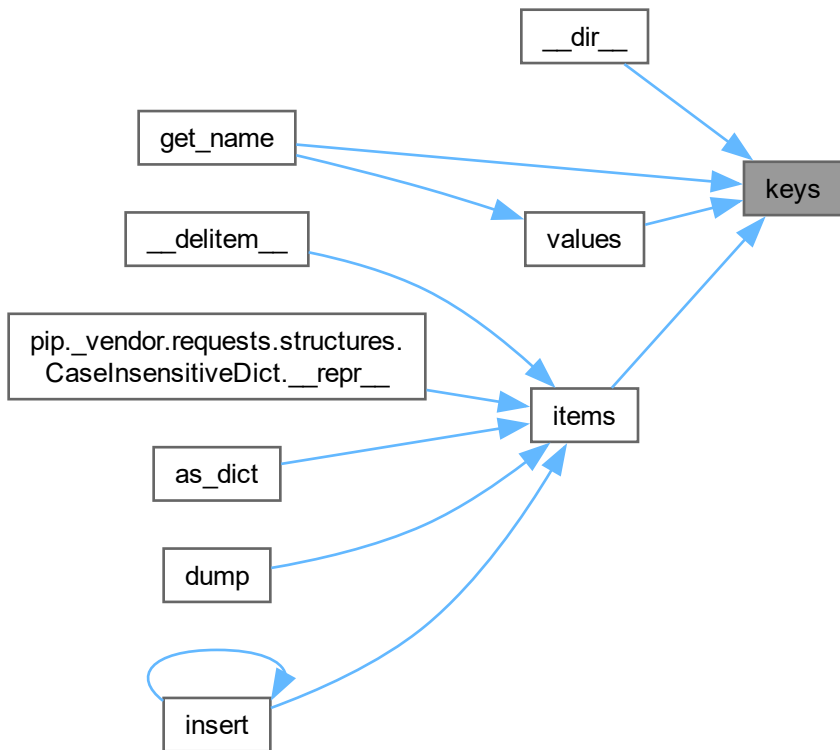 __dir__
get_name
keys
__delitem__
values
pip._vendor.requests.structures.
CaseInsensitiveDict.__repr__
items
as_dict
dump
insert